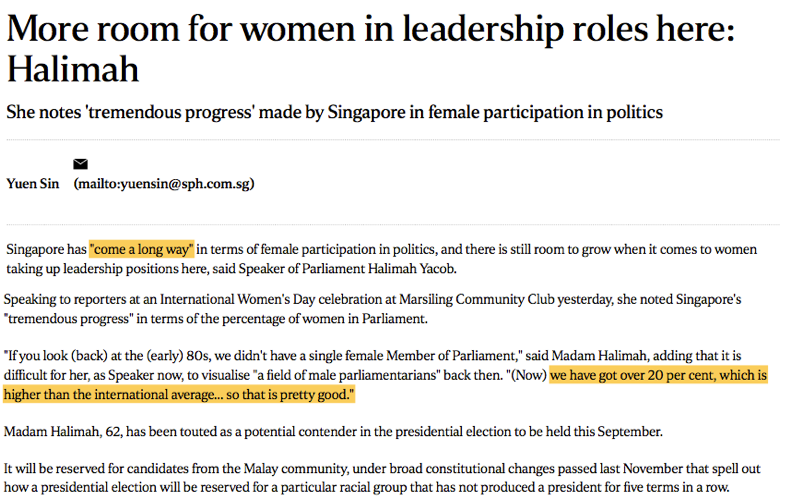 More room for women in leadership roles here:
Halimah
She notes 'tremendous progress' made by Singapore in female participation in politics
Yuen Sin (mailto:yuensin@sph.com.sg)
Singapore has "come a long way" in terms of female participation in politics, and there is still room to grow when it comes to women
taking up leadership positions here, said Speaker of Parliament Halimah Yacob.
Speaking to reporters at an International Women's Day celebration at Marsiling Community Club yesterday, she noted Singapore's
"tremendous progress" in terms of the percentage of women in Parliament.
"If you look (back) at the (early) 80s, we didn't have a single female Member of Parliament," said Madam Halimah, adding that it is
difficult for her, as Speaker now, to visualise "a field of male parliamentarians" back then. "(Now) we have got over 20 per cent, which is
higher than the international average... so that is pretty good."
Madam Halimah, 62, has been touted as a potential contender in the presidential election to be held this September.
It will be reserved for candidates from the Malay community, under broad constitutional changes passed last November that spell out
how a presidential election will be reserved for a particular racial group that has not produced a president for five terms in a row.